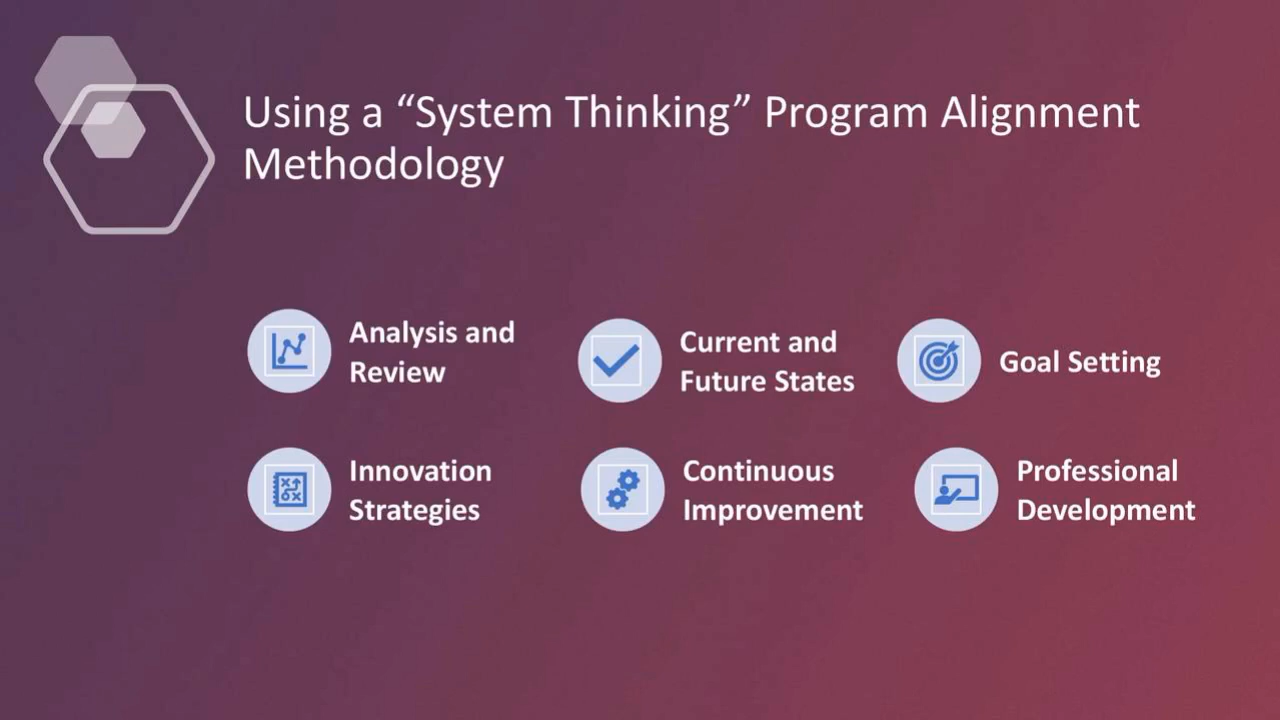 Using a “System Thinking” Program Alignment
Methodology
Analysis and
Review
Current and
Future States
Goal Setting
Innovation
Strategies
Continuous
Improvement
Professional
Development